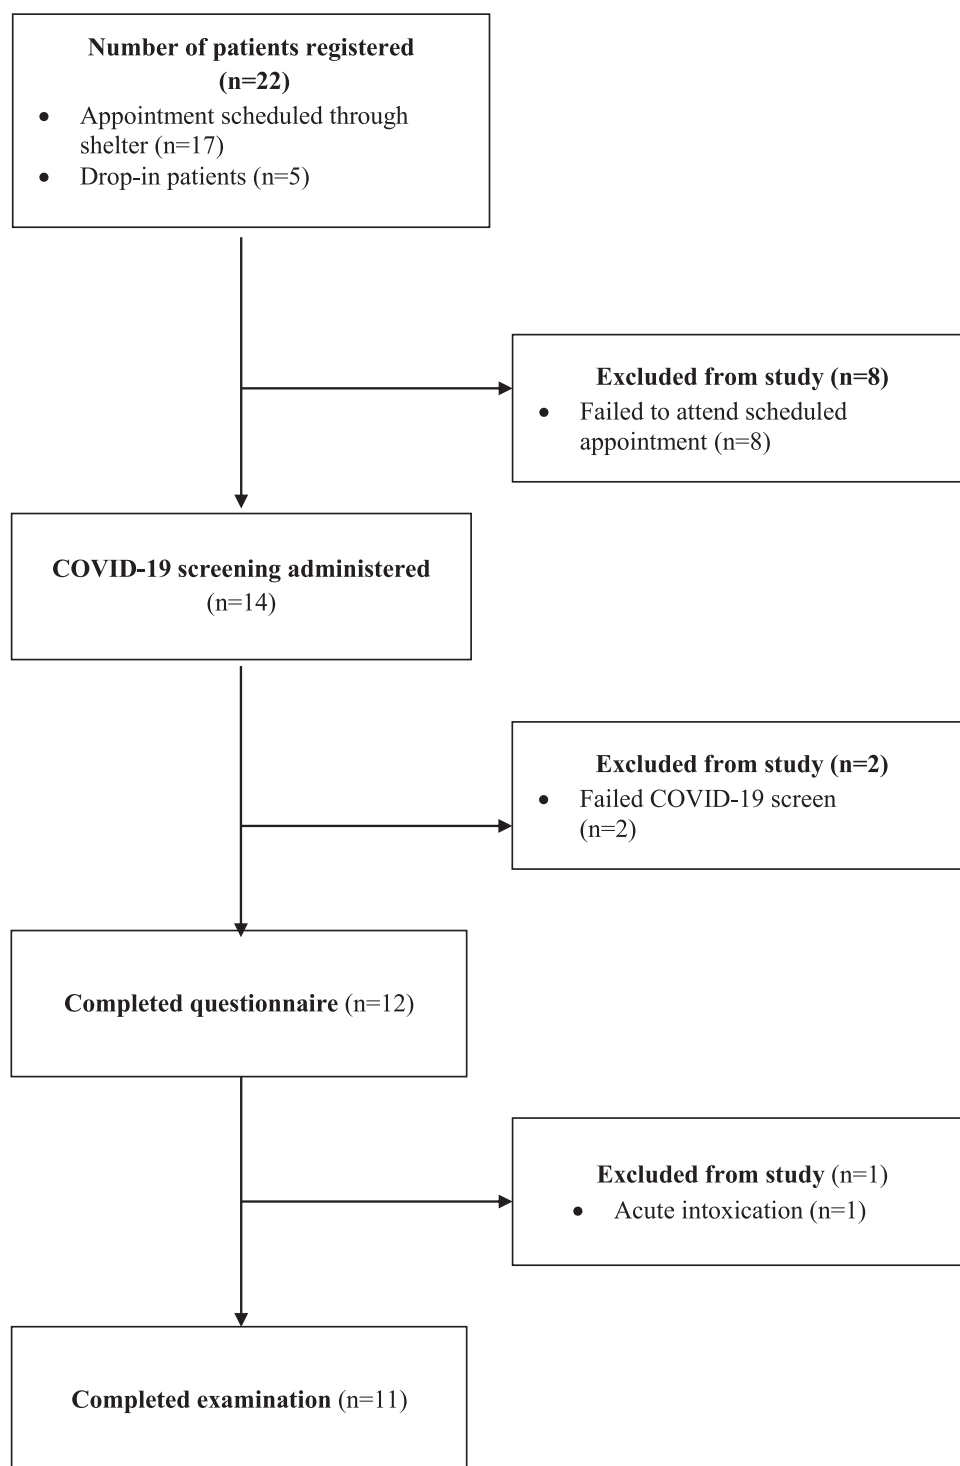 Number of patients registered
(n=22)
• Appointment scheduled through
shelter (n=17)
• Drop-in patients (n=5)
Excluded from study (n=8)
• Failed to attend scheduled
appointment (n=8)
COVID-19 screening administered
(n=14)
Excluded from study (n=2)
• Failed COVID-19 screen
(n=2)
Completed questionnaire (n=12)
Excluded from study (n=1)
• Acute intoxication (n=1)
Completed examination (n=11)